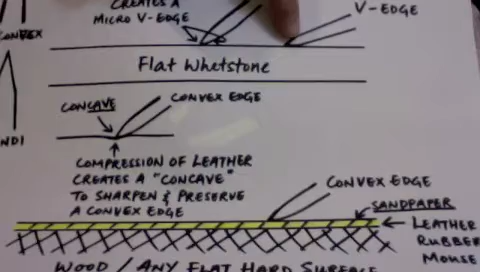 CREATES A
MICRO V-EDGE
V-EDGE
CONVEX
Flat Whetstone
CONCAVE
CONVEX EDGE
COMPRESSION OF LEATHER
CREATES A "CONCAVE"
TO SHARPEN & PRESERVE
A CONVEX EDGE
CONVEX EDGE
SANDPAPER
LEATHER
RUBBER
MOUSE
WOOD / ANY FLAT HARD SURFACE